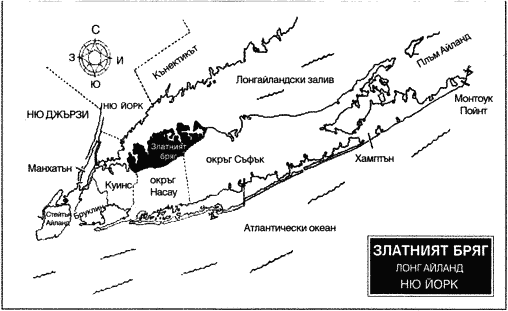 С
З
И
Ю
Кънектикът
Лонгайландски залив
Плъм Айланд
НЮ ЙОРК
НЮ ДЖЪРЗИ
Монтоук
Пойнт
Златният
бряг
Манхатън
окръг Съфък
Хамптън
Куинс
окръг
Насау
Стейтън
Айланд
Бруклин
Атлантически океан
ЗЛАТНИЯТ БРЯГ
ЛОНГ АЙЛАНД
НЮ ЙОРК